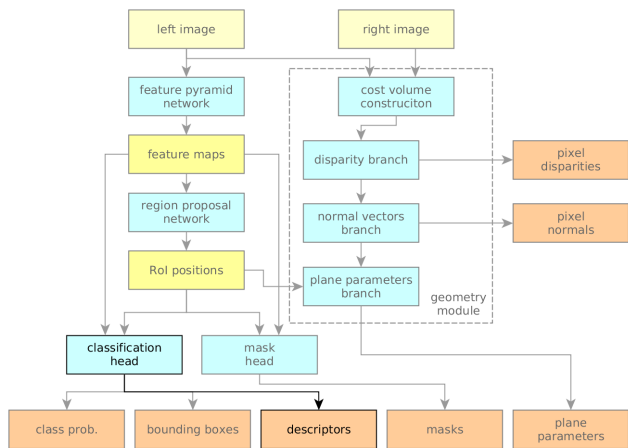 left image
right image
feature pyramid
network
cost volume
construciton
feature maps
disparity branch
pixel
disparities
region proposal
network
normal vectors
branch
pixel
normals
RoI positions
plane parameters
branch
geometry
module
classification
head
mask
head
class prob.
bounding boxes
descriptors
masks
plane
parameters